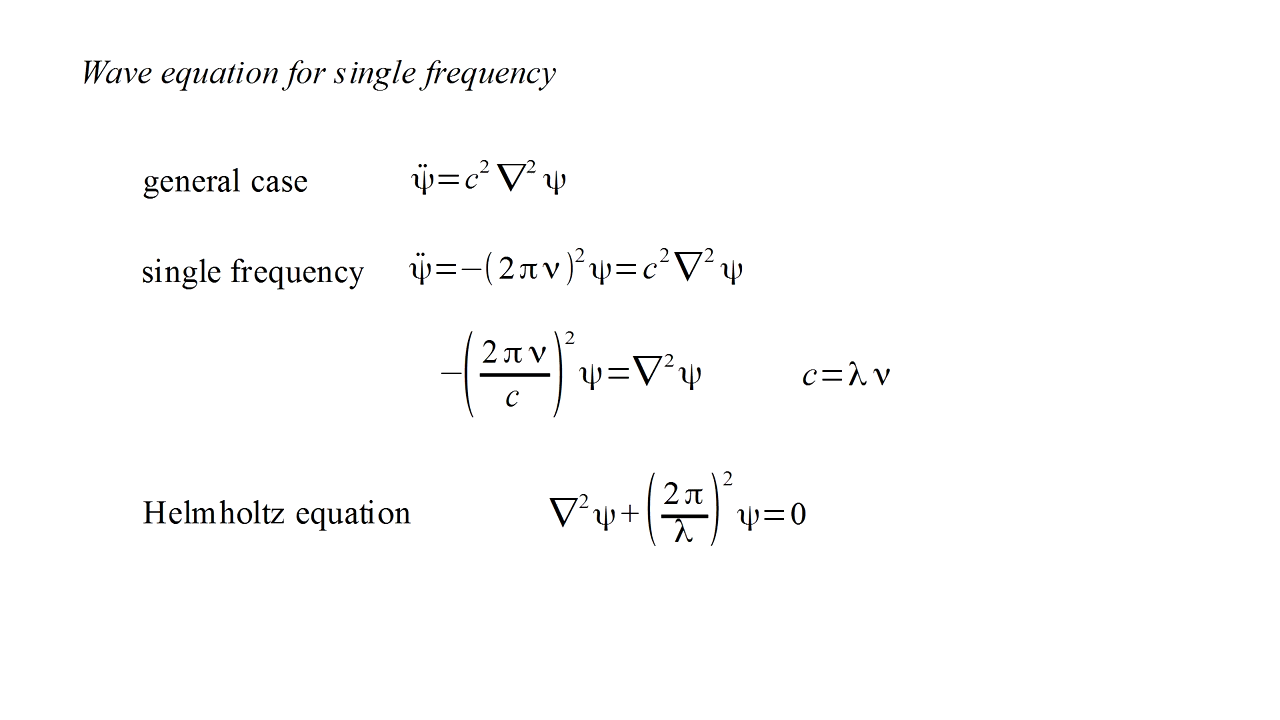 Wave equation for single frequency
general case ψ̈=c² ∇² ψ
single frequency ψ̈=−(2πν)² ψ=c² ∇² ψ
−(2πν/c)² ψ=∇² ψ c=λν
Helmholtz equation ∇² ψ+(2π/λ)² ψ=0